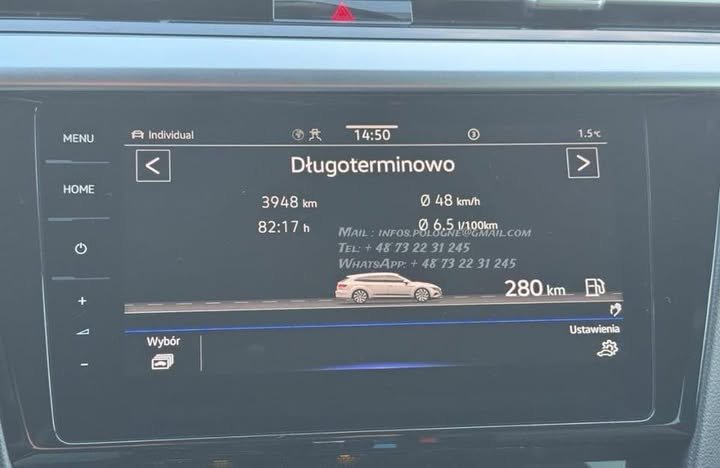 MENU
HOME
Individual
14:50
3
1.5°C
<
Długoterminowo
>
3948 km
Ø 48 km/h
82:17 h
Ø 6.5 l/100km
Mail : infos.pologne@gmail.com
Tel: + 48 73 22 31 245
WhatsApp: + 48 73 22 31 245
280 km
+
−
Wybór
Ustawienia